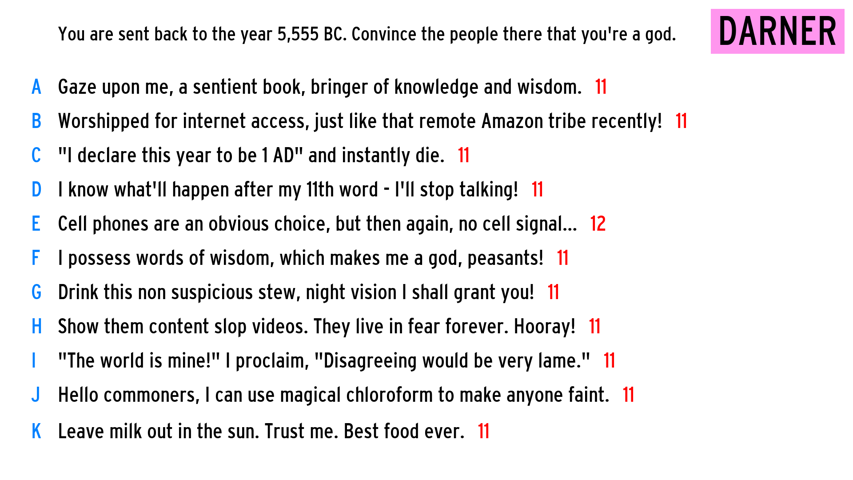 You are sent back to the year 5,555 BC. Convince the people there that you're a god. DARNER
A Gaze upon me, a sentient book, bringer of knowledge and wisdom. 11
B Worshipped for internet access, just like that remote Amazon tribe recently! 11
C "I declare this year to be 1 AD" and instantly die. 11
D I know what'll happen after my 11th word - I'll stop talking! 11
E Cell phones are an obvious choice, but then again, no cell signal... 12
F I possess words of wisdom, which makes me a god, peasants! 11
G Drink this non suspicious stew, night vision I shall grant you! 11
H Show them content slop videos. They live in fear forever. Hooray! 11
I "The world is mine!" I proclaim, "Disagreeing would be very lame." 11
J Hello commoners, I can use magical chloroform to make anyone faint. 11
K Leave milk out in the sun. Trust me. Best food ever. 11